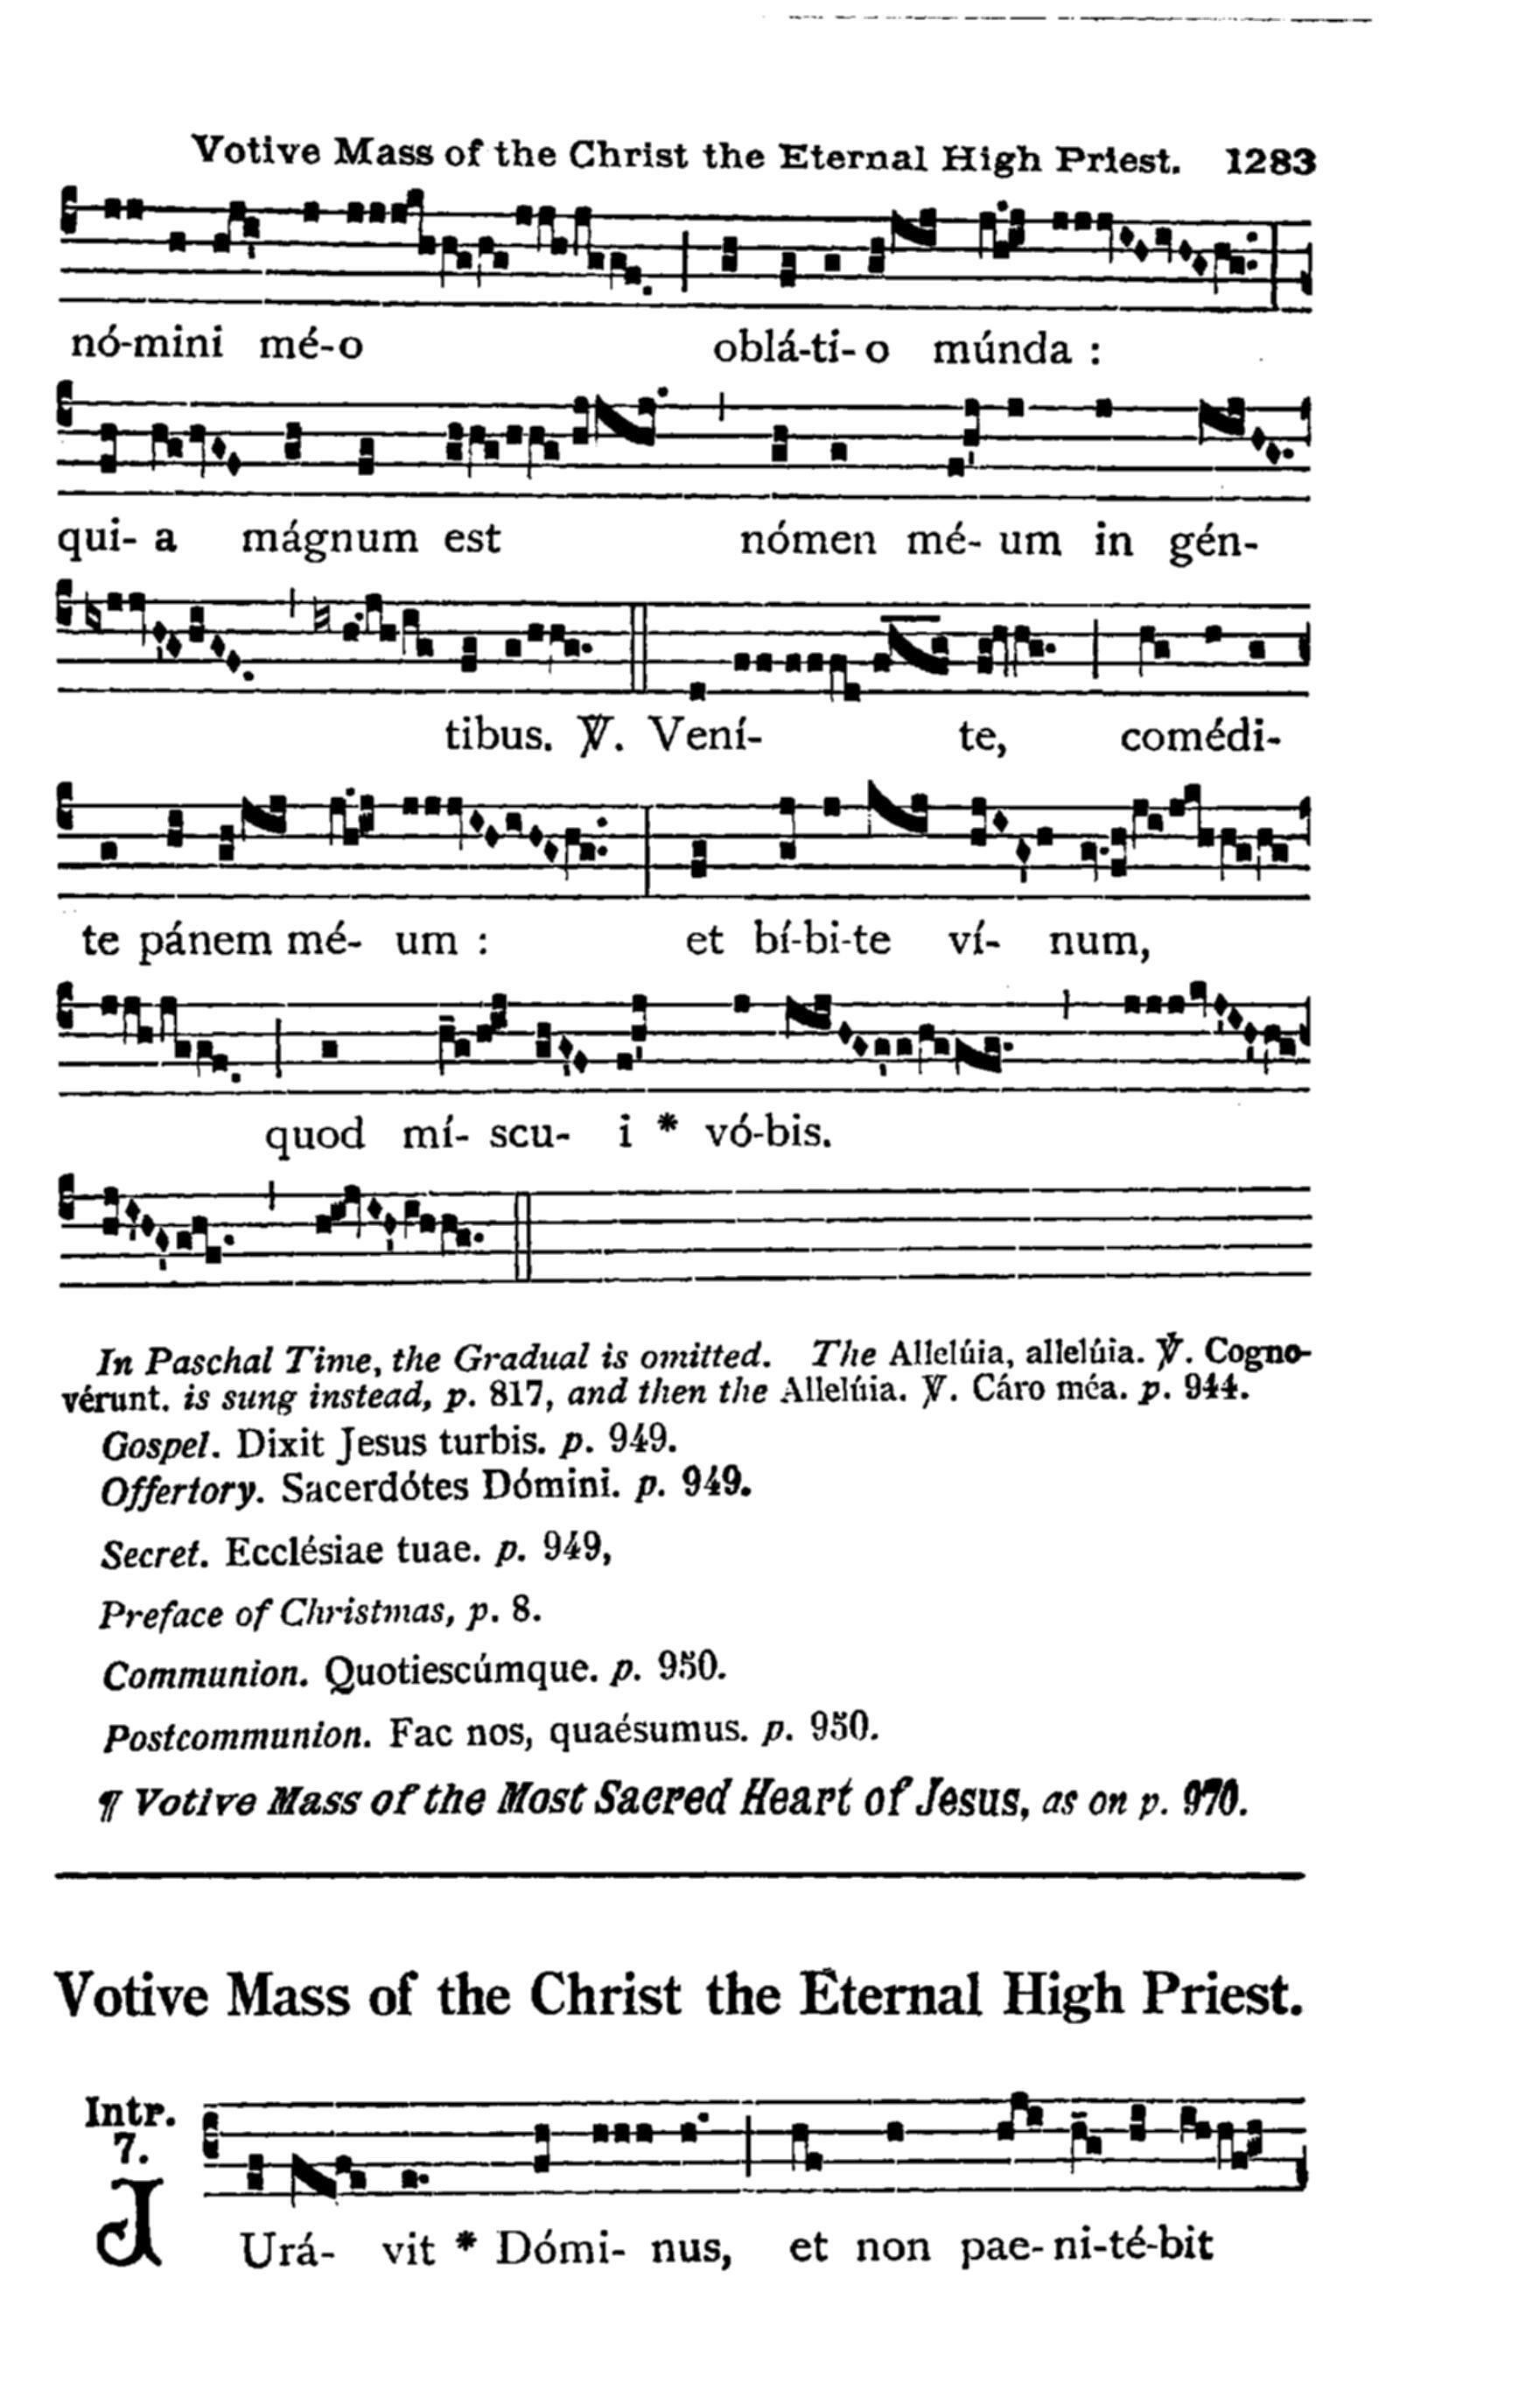 Votive Mass of the Christ the Eternal High Priest. 1283
nó-mini mé-o oblá-ti-o múnda :
qui- a mágnum est nómen mé- um in gén-
tibus. ℣. Vení- te, comédi-
te pánem mé- um : et bí-bi-te ví- num,
quod mí- scu- i * vó-bis.
In Paschal Time, the Gradual is omitted. The Allelúia, allelúia. ℣. Cogno-
vérunt. is sung instead, p. 817, and then the Allelúia. ℣. Cáro méa. p. 944.
Gospel. Dixit Jesus turbis. p. 949.
Offertory. Sacerdótes Dómini. p. 949.
Secret. Ecclésiae tuae. p. 949,
Preface of Christmas, p. 8.
Communion. Quotiescúmque. p. 950.
Postcommunion. Fac nos, quaésumus. p. 950.
¶ Votive Mass of the Most Sacred Heart of Jesus, as on p. 970.
Votive Mass of the Christ the Eternal High Priest.
Intr.
7.
JUrá- vit * Dómi- nus, et non pae- ni-té-bit